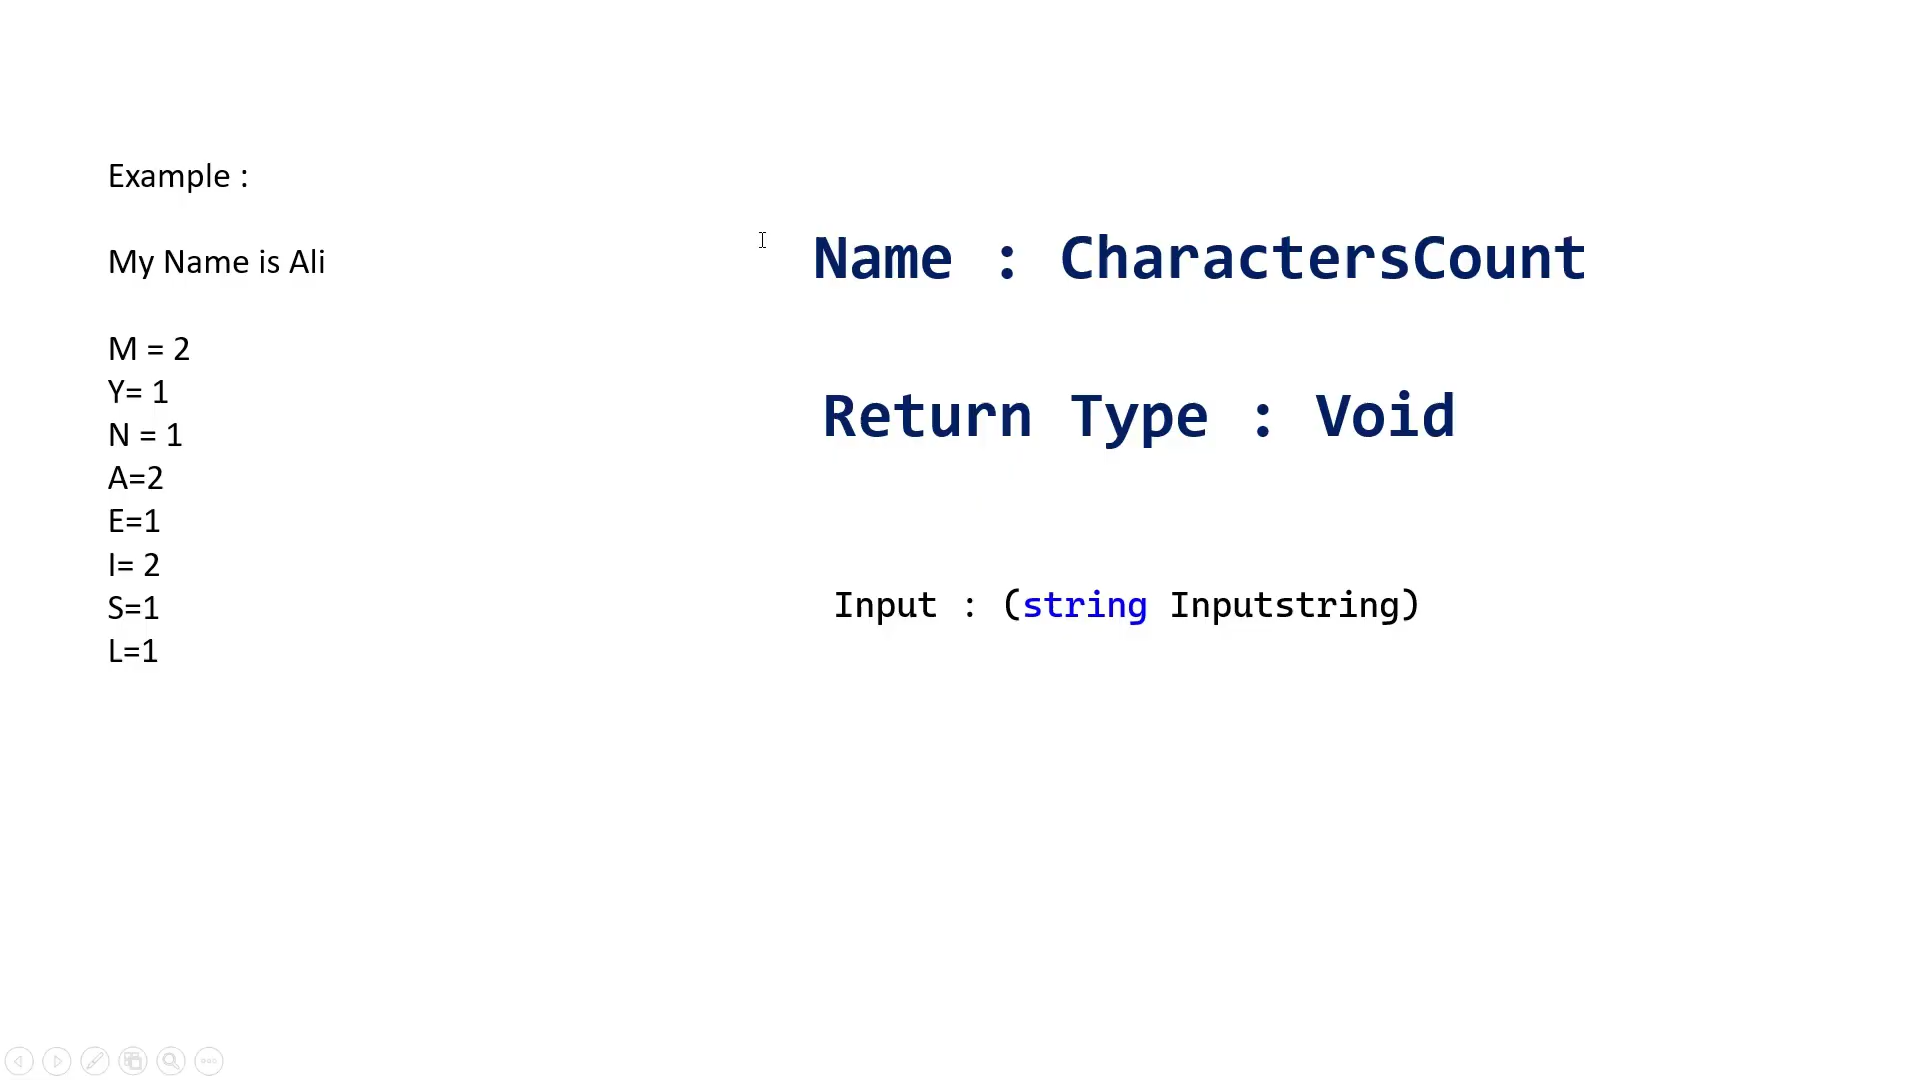 Example :
My Name is Ali
M = 2
Y= 1
N = 1
A=2
E=1
I= 2
S=1
L=1
Name : CharactersCount
Return Type : Void
Input : (string Inputstring)